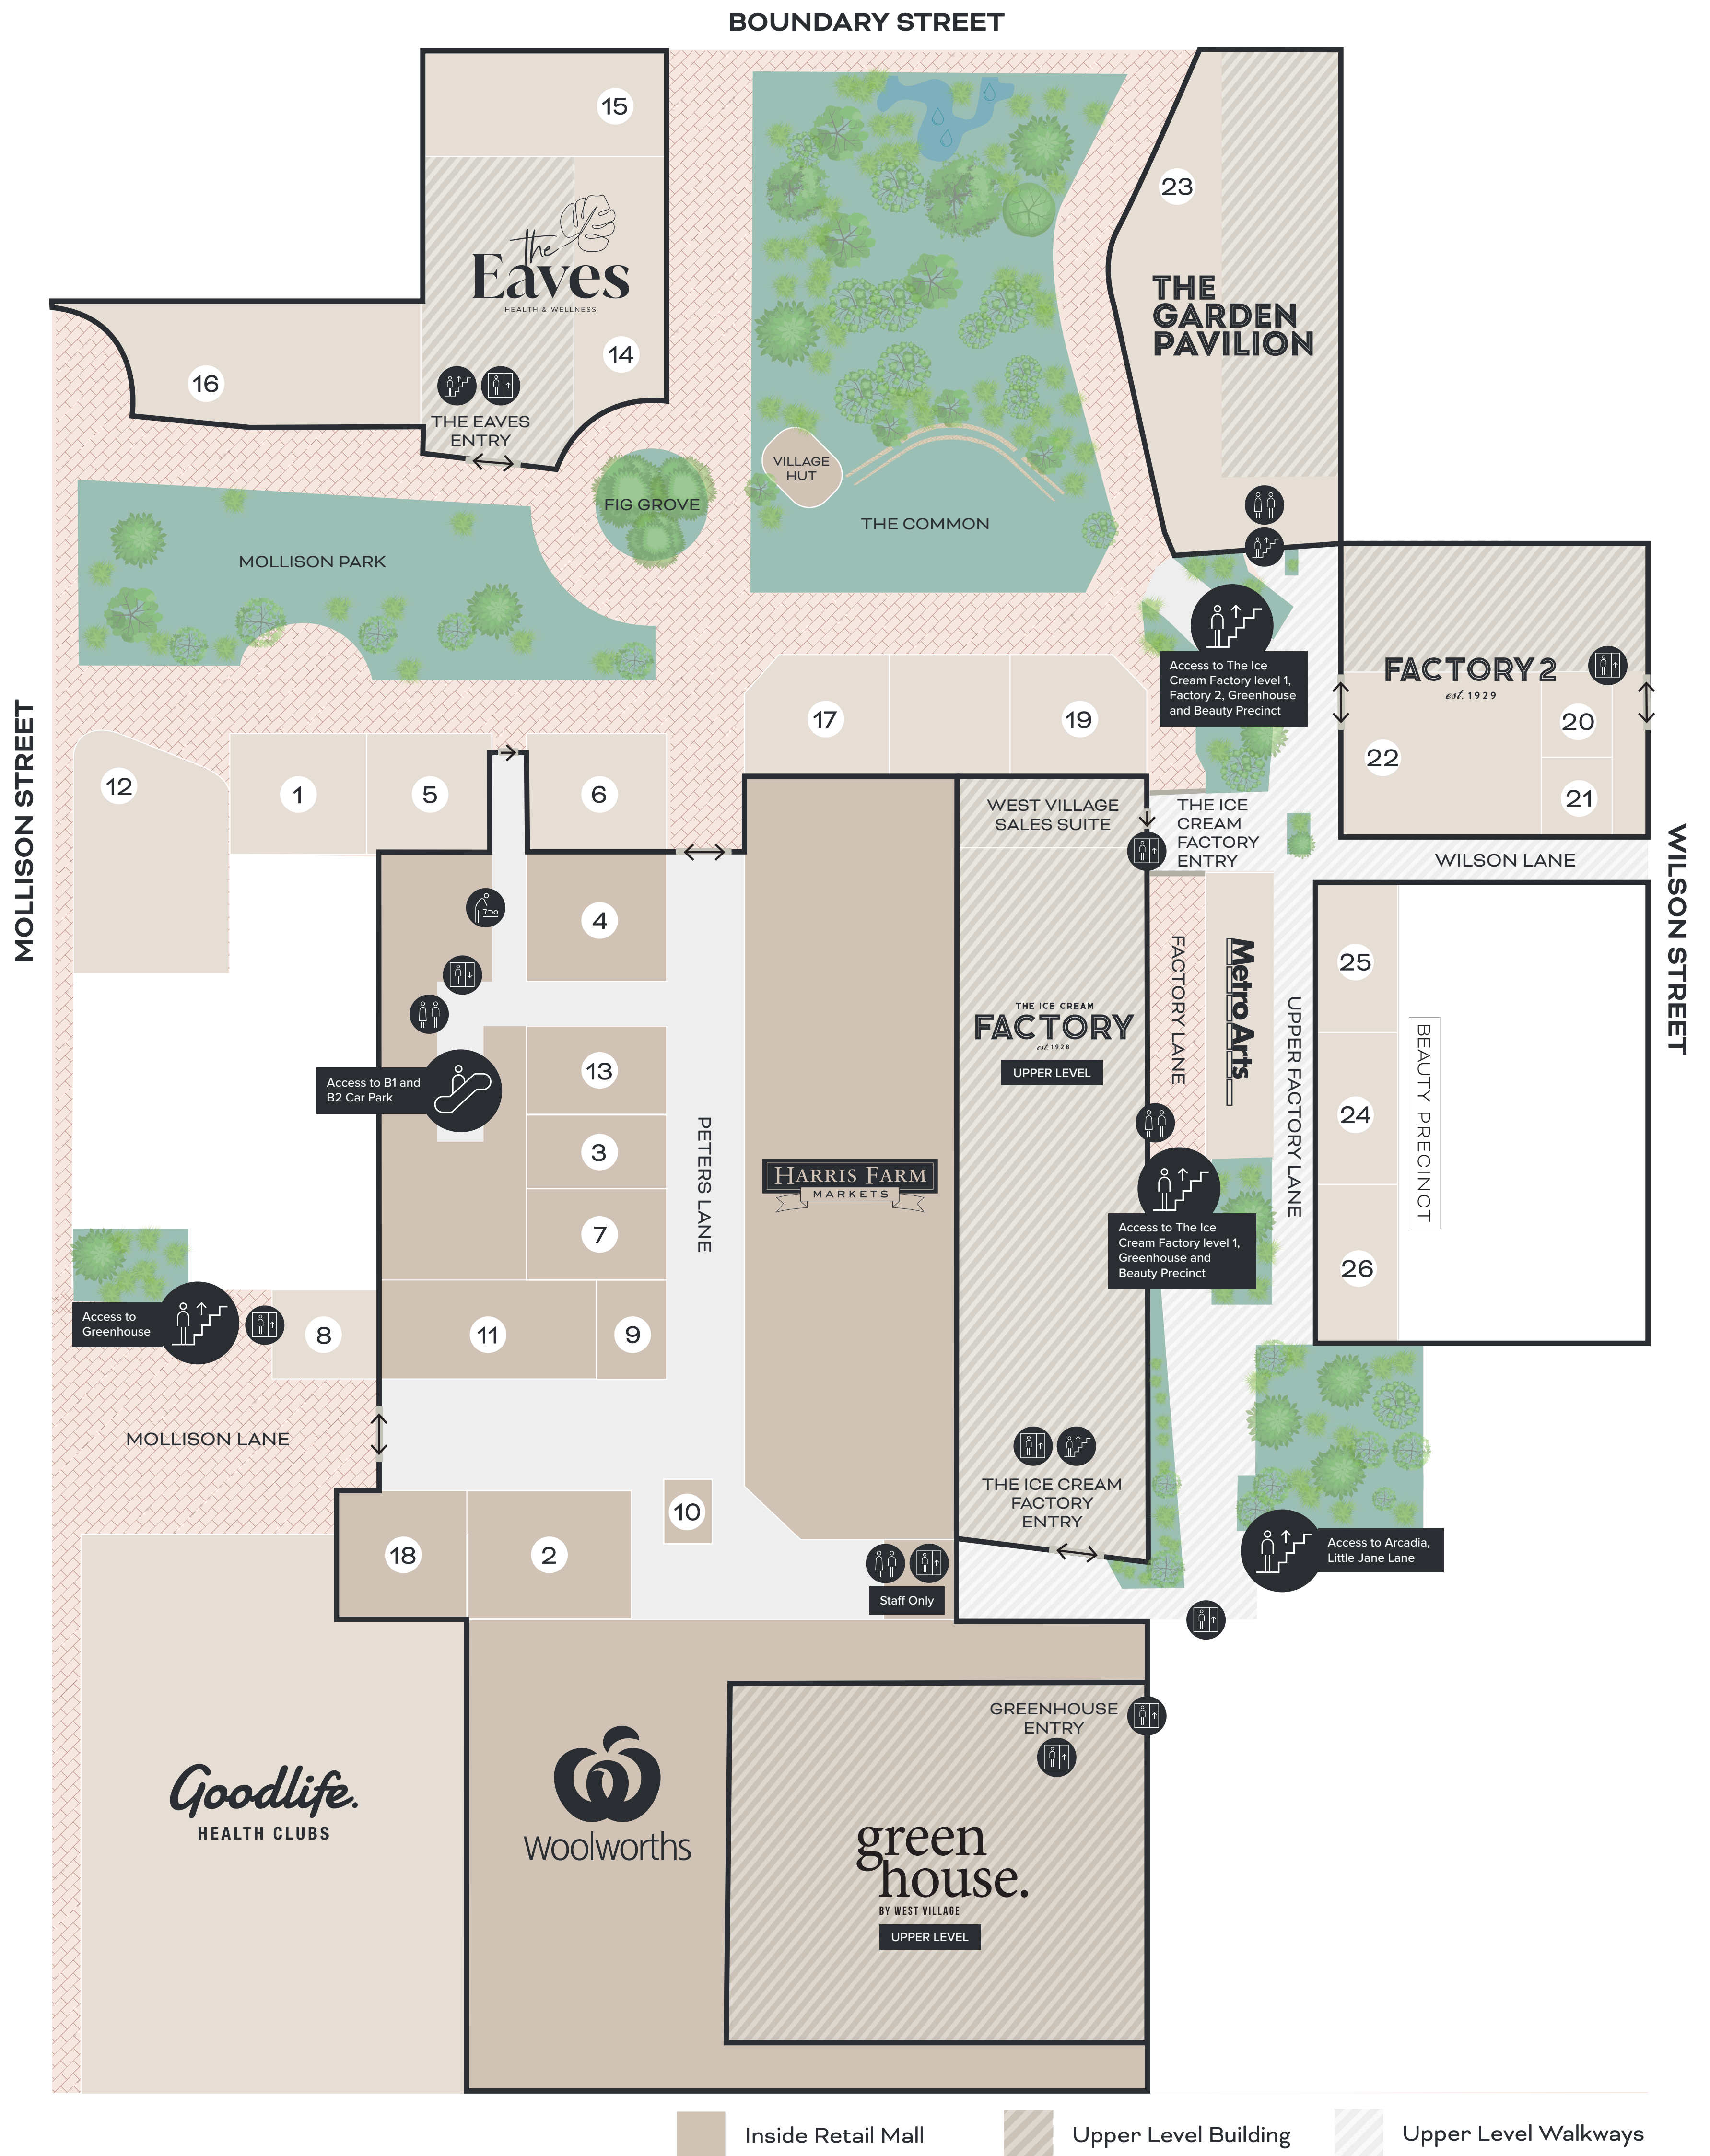 BOUNDARY STREET
15
the
Eaves
HEALTH & WELLNESS
14
16
THE EAVES
ENTRY
23
THE
GARDEN
PAVILION
VILLAGE
HUT
FIG GROVE
THE COMMON
MOLLISON PARK
Access to The Ice
Cream Factory level 1,
Factory 2, Greenhouse
and Beauty Precinct
FACTORY 2
est. 1929
20
22
21
MOLLISON STREET
12
1
5
6
17
19
WEST VILLAGE
SALES SUITE
THE ICE
CREAM
FACTORY
ENTRY
WILSON LANE
WILSON STREET
4
13
3
7
Access to B1 and
B2 Car Park
PETERS LANE
HARRIS FARM
MARKETS
THE ICE CREAM
FACTORY
est. 1928
UPPER LEVEL
FACTORY LANE
MetroArts
UPPER FACTORY LANE
25
24
26
BEAUTY PRECINCT
Access to The Ice
Cream Factory level 1,
Greenhouse and
Beauty Precinct
Access to
Greenhouse
8
11
9
MOLLISON LANE
THE ICE CREAM
FACTORY
ENTRY
10
18
2
Staff Only
Access to Arcadia,
Little Jane Lane
GREENHOUSE
ENTRY
Goodlife.
HEALTH CLUBS
Woolworths
green
house.
BY WEST VILLAGE
UPPER LEVEL
Inside Retail Mall
Upper Level Building
Upper Level Walkways